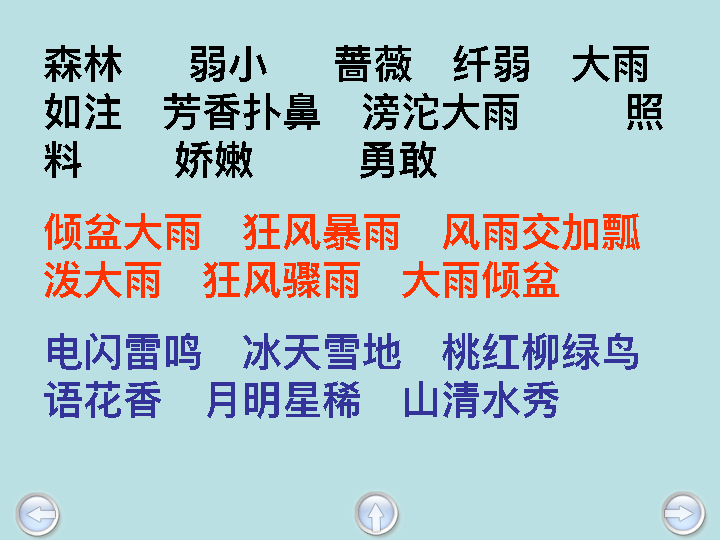 森林 弱小 蔷薇 纤弱 大雨
如注 芳香扑鼻 滂沱大雨 照
料 娇嫩 勇敢
倾盆大雨 狂风暴雨 风雨交加瓢
泼大雨 狂风骤雨 大雨倾盆
电闪雷鸣 冰天雪地 桃红柳绿鸟
语花香 月明星稀 山清水秀